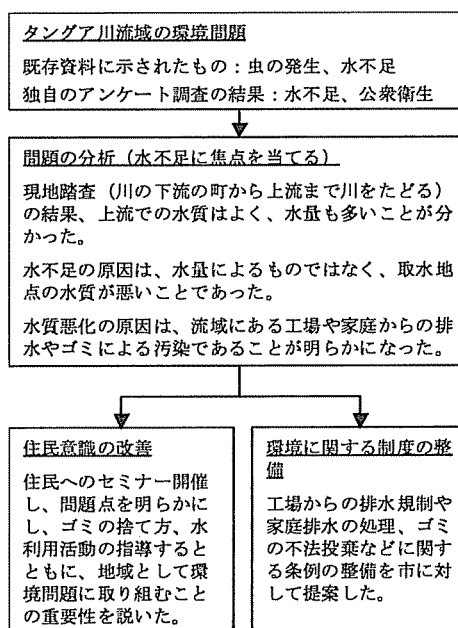 タングア川流域の環境問題
既存資料に示されたもの：虫の発生、水不足
独自のアンケート調査の結果：水不足、公衆衛生
問題の分析（水不足に焦点を当てる）
現地踏査（川の下流の町から上流まで川をたどる）
の結果、上流での水質はよく、水量も多いことが分
かった。
水不足の原因は、水量によるものではなく、取水地
点の水質が悪いことであった。
水質悪化の原因は、流域にある工場や家庭からの排
水やゴミによる汚染であることが明らかになった。
住民意識の改善
住民へのセミナー開催
し、問題点を明らかに
し、ゴミの捨て方、水
利用活動の指導すると
ともに、地域として環
境問題に取り組むこと
の重要性を説いた。
環境に関する制度の整
備
工場からの排水規制や
家庭排水の処理、ゴミ
の不法投棄などに関す
る条例の整備を市に対
して提案した。